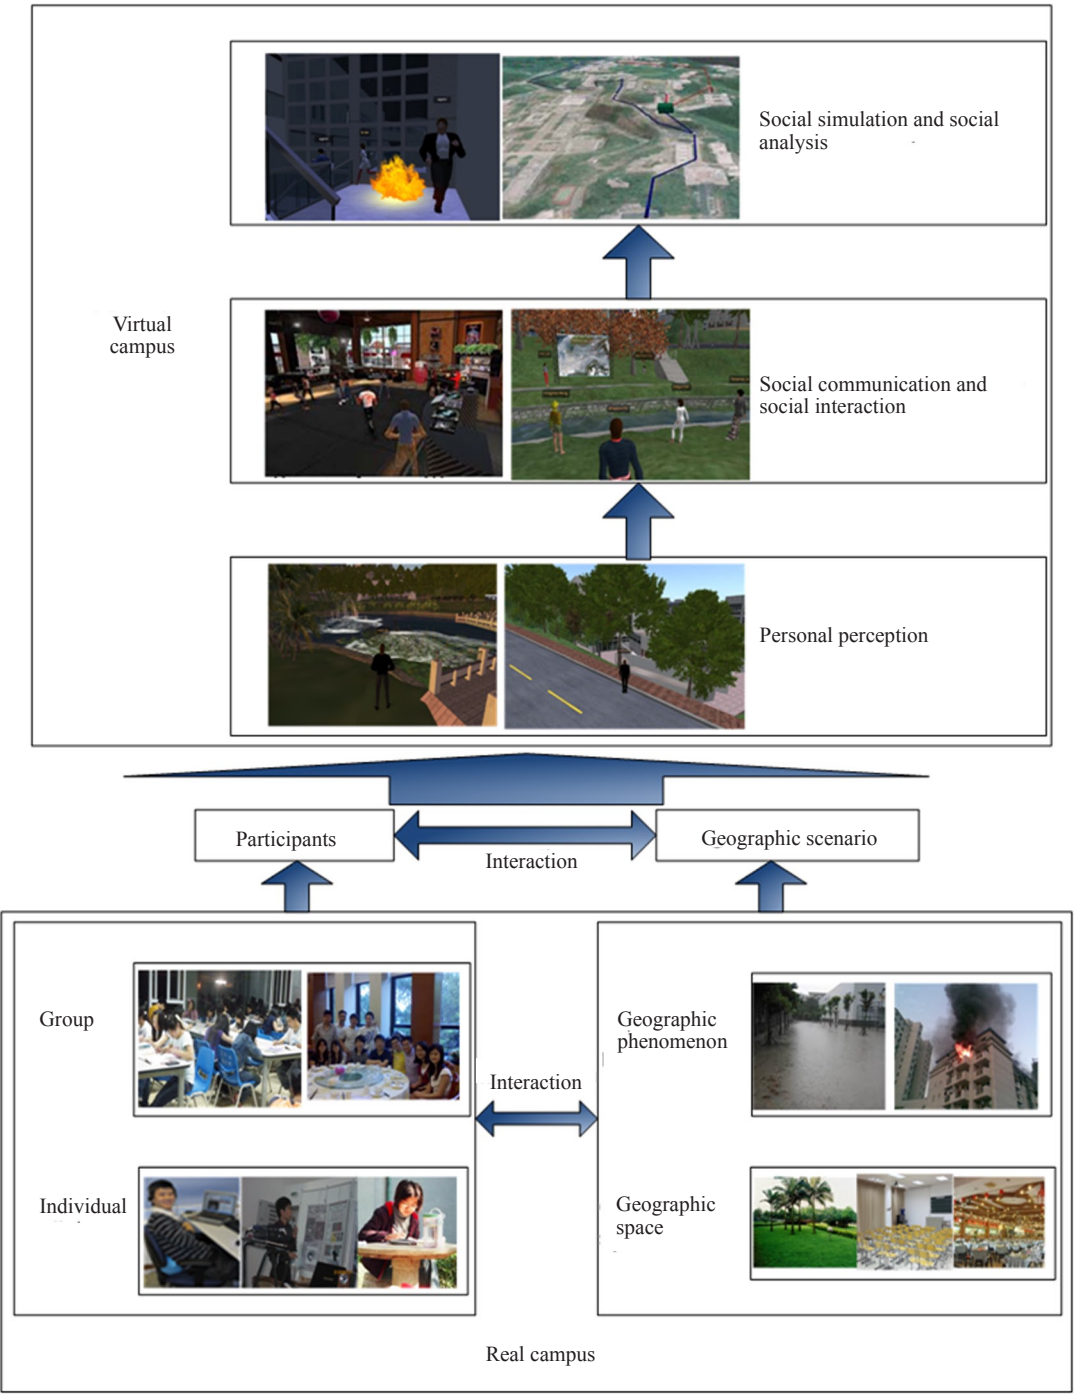 Social simulation and social
analysis
Virtual
campus
Social communication and
social interaction
Personal perception
Participants
Interaction
Geographic scenario
Group
Geographic
phenomenon
Interaction
Individual
Geographic
space
Real campus